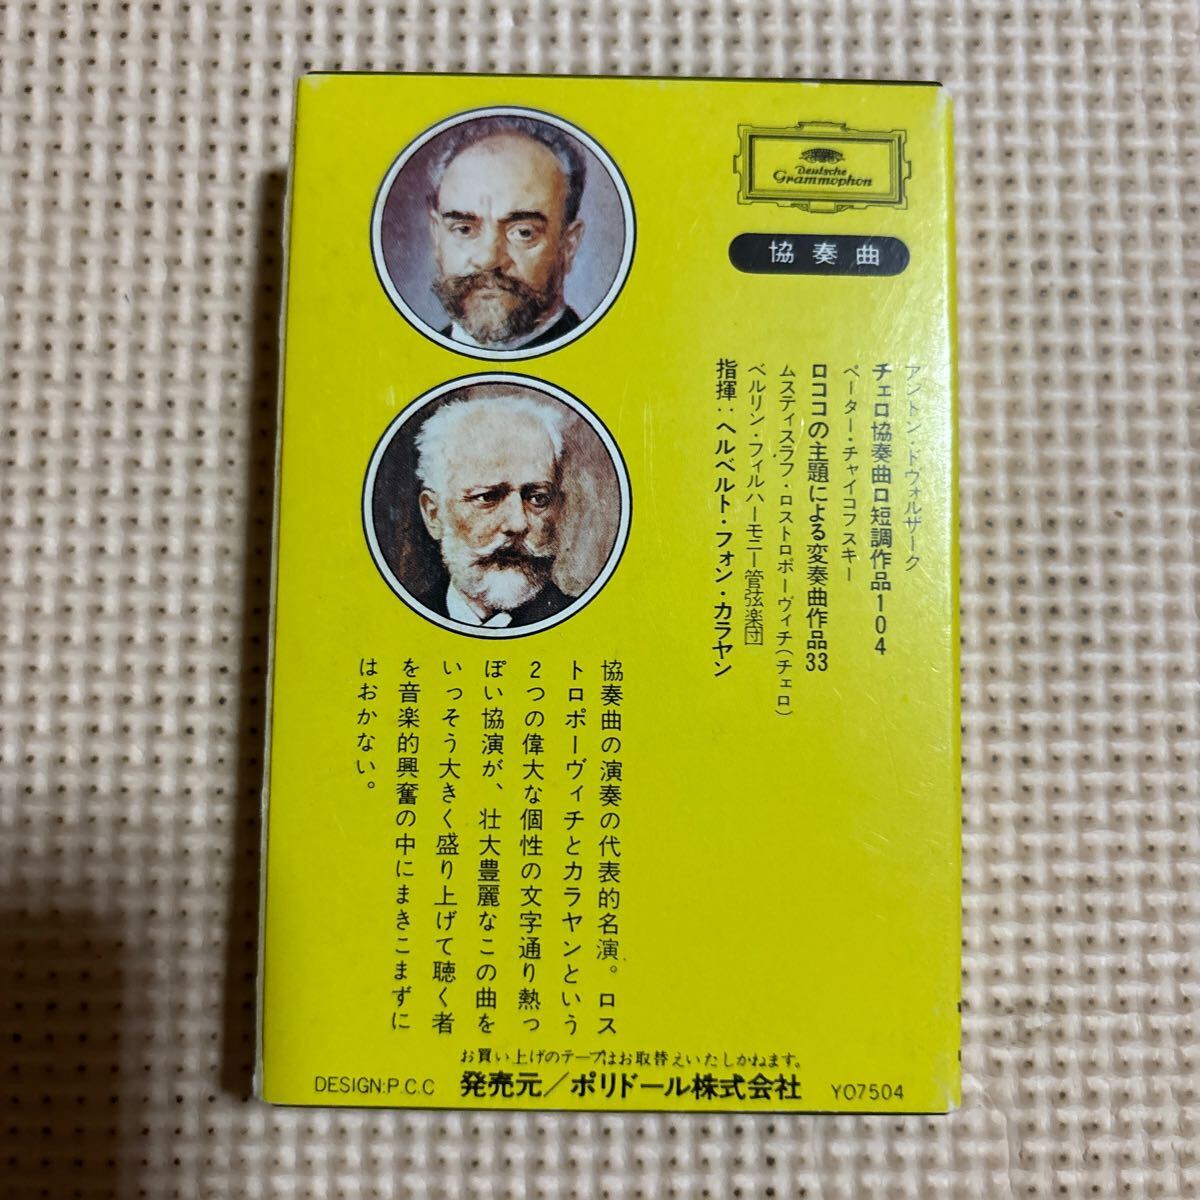 Deutsche
Grammophon
協奏曲
アントン・ドヴォルザーク
チェロ協奏曲ロ短調作品104
ペーター・チャイコフスキー
ロココの主題による変奏曲作品33
ムスティスラフ・ロストロポーヴィチ(チェロ)
ベルリン・フィルハーモニー管弦楽団
指揮:ヘルベルト・フォン・カラヤン
協奏曲の演奏の代表的名演。ロス
トロポーヴィチとカラヤンという
2つの偉大な個性の文字通り熱っ
ぽい協演が、壮大豊麗なこの曲を
いっそう大きく盛り上げて聴く者
を音楽的興奮の中にまきこまずに
はおかない。
お買い上げのテープはお取替えいたしかねます。
DESIGN:P.C.C 発売元/ポリドール株式会社 YO7504